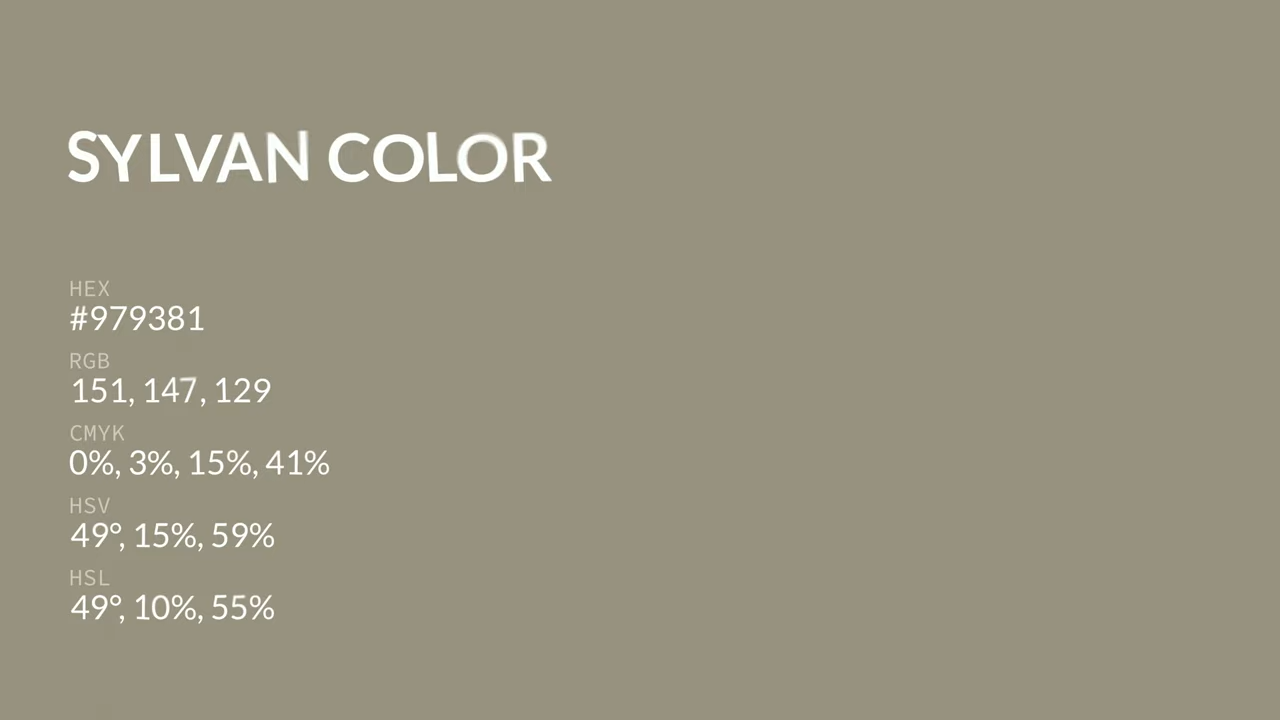 SYLVAN COLOR
HEX
#979381
RGB
151, 147, 129
CMYK
0%, 3%, 15%, 41%
HSV
49°, 15%, 59%
HSL
49°, 10%, 55%